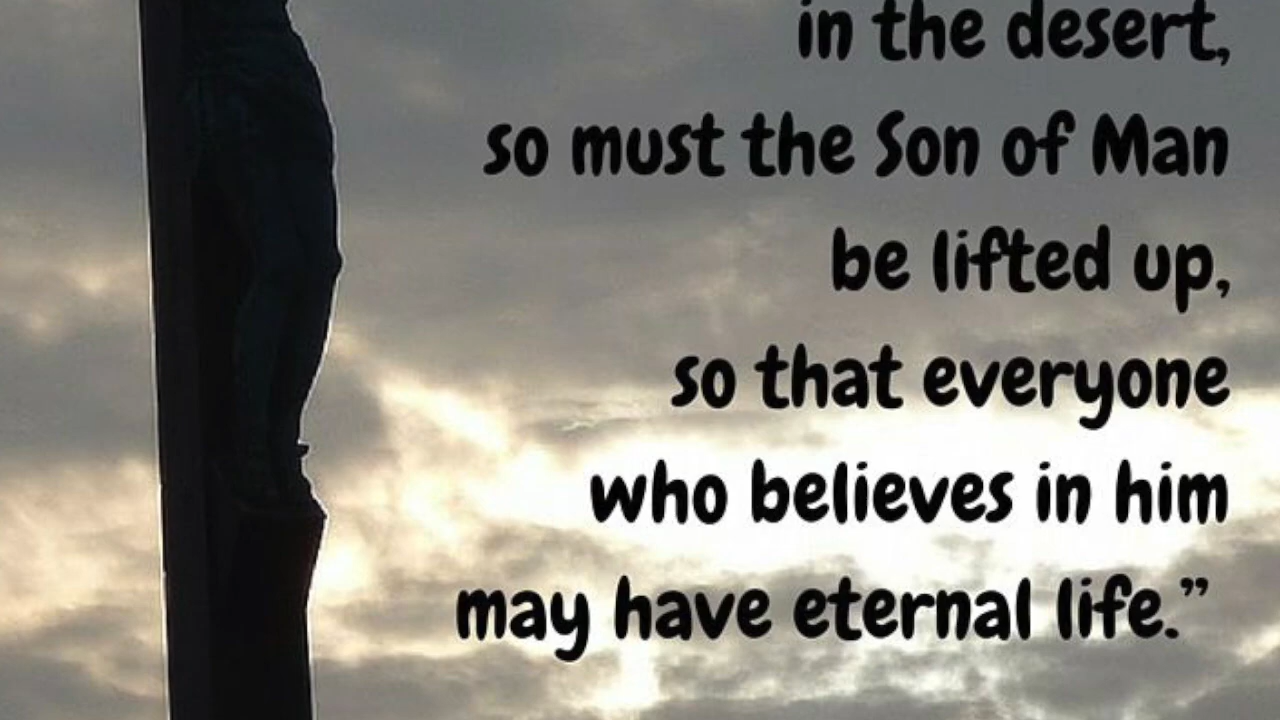 in the desert,
so must the Son of Man
be lifted up,
so that everyone
who believes in him
may have eternal life.”